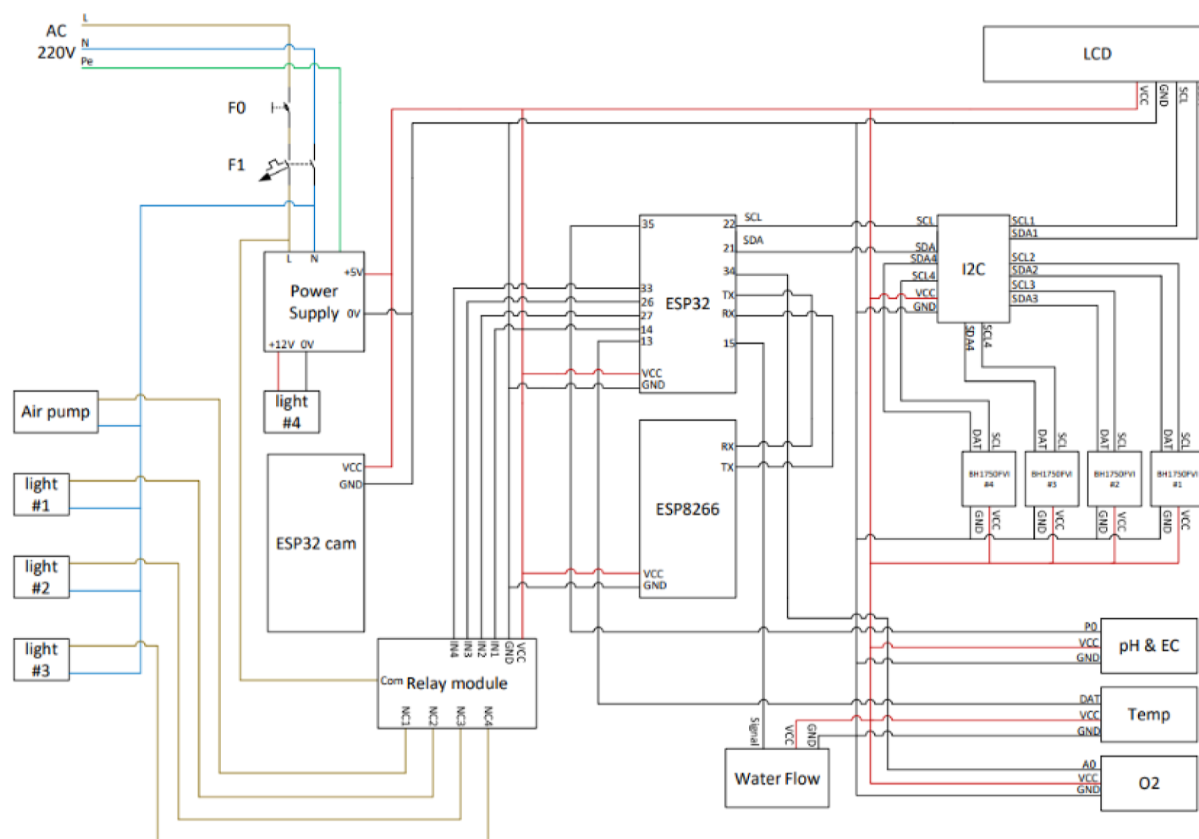 AC
220V
L
N
Pe
F0
F1
L
N
Power
Supply
+5V
0V
+12V
0V
light
#4
Air pump
light
#1
light
#2
light
#3
VCC
GND
ESP32 cam
IN4
IN3
IN2
IN1
GND
VCC
Com
Relay module
NC1
NC2
NC3
NC4
35
33
26
27
14
13
VCC
GND
ESP32
22
21
34
TX
RX
15
SCL
SDA
RX
TX
ESP8266
VCC
GND
LCD
VCC
GND
SCL
SCL
SDA
SDA4
SCL4
VCC
GND
I2C
SCL1
SDA1
SCL2
SDA2
SCL3
SDA3
SDA4
SCL4
DAT
SCL
DAT
SCL
DAT
SCL
DAT
SCL
BH1750FVI
#4
BH1750FVI
#3
BH1750FVI
#2
BH1750FVI
#1
GND
VCC
GND
VCC
GND
VCC
GND
VCC
P0
VCC
GND
pH & EC
DAT
VCC
GND
Temp
Signal
VCC
GND
Water Flow
A0
VCC
GND
O2